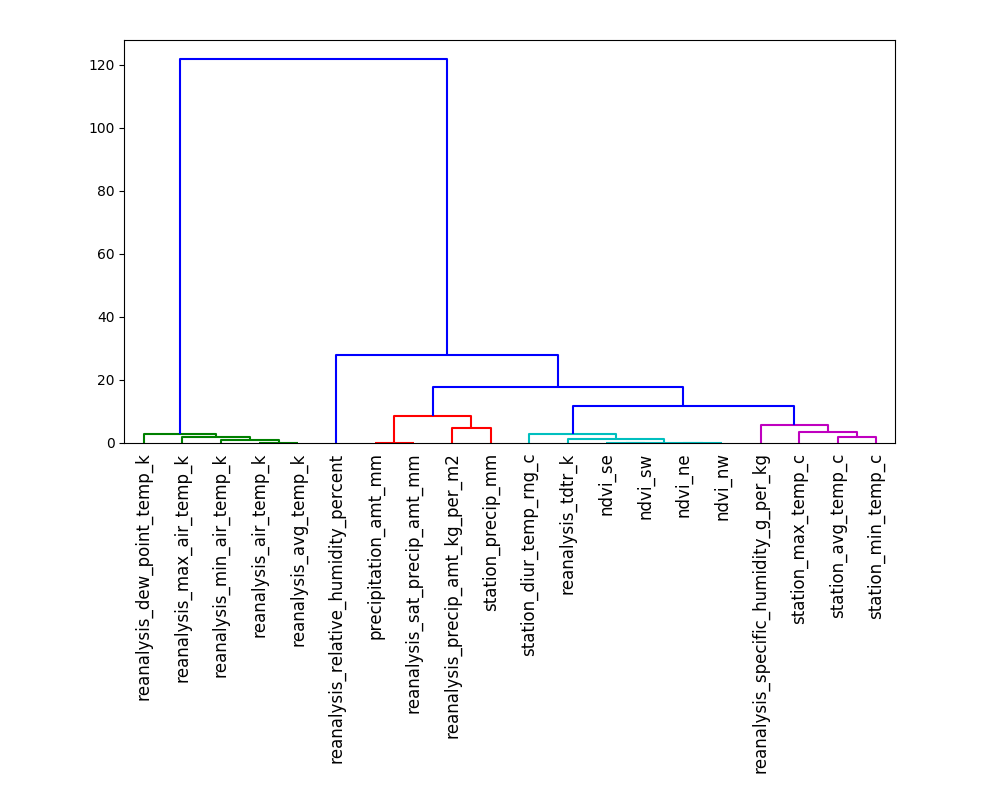 120
100
80
60
40
20
0
reanalysis_dew_point_temp_k
reanalysis_max_air_temp_k
reanalysis_min_air_temp_k
reanalysis_air_temp_k
reanalysis_avg_temp_k
reanalysis_relative_humidity_percent
precipitation_amt_mm
reanalysis_sat_precip_amt_mm
reanalysis_precip_amt_kg_per_m2
station_precip_mm
station_diur_temp_rng_c
reanalysis_tdtr_k
ndvi_se
ndvi_sw
ndvi_ne
ndvi_nw
reanalysis_specific_humidity_g_per_kg
station_max_temp_c
station_avg_temp_c
station_min_temp_c